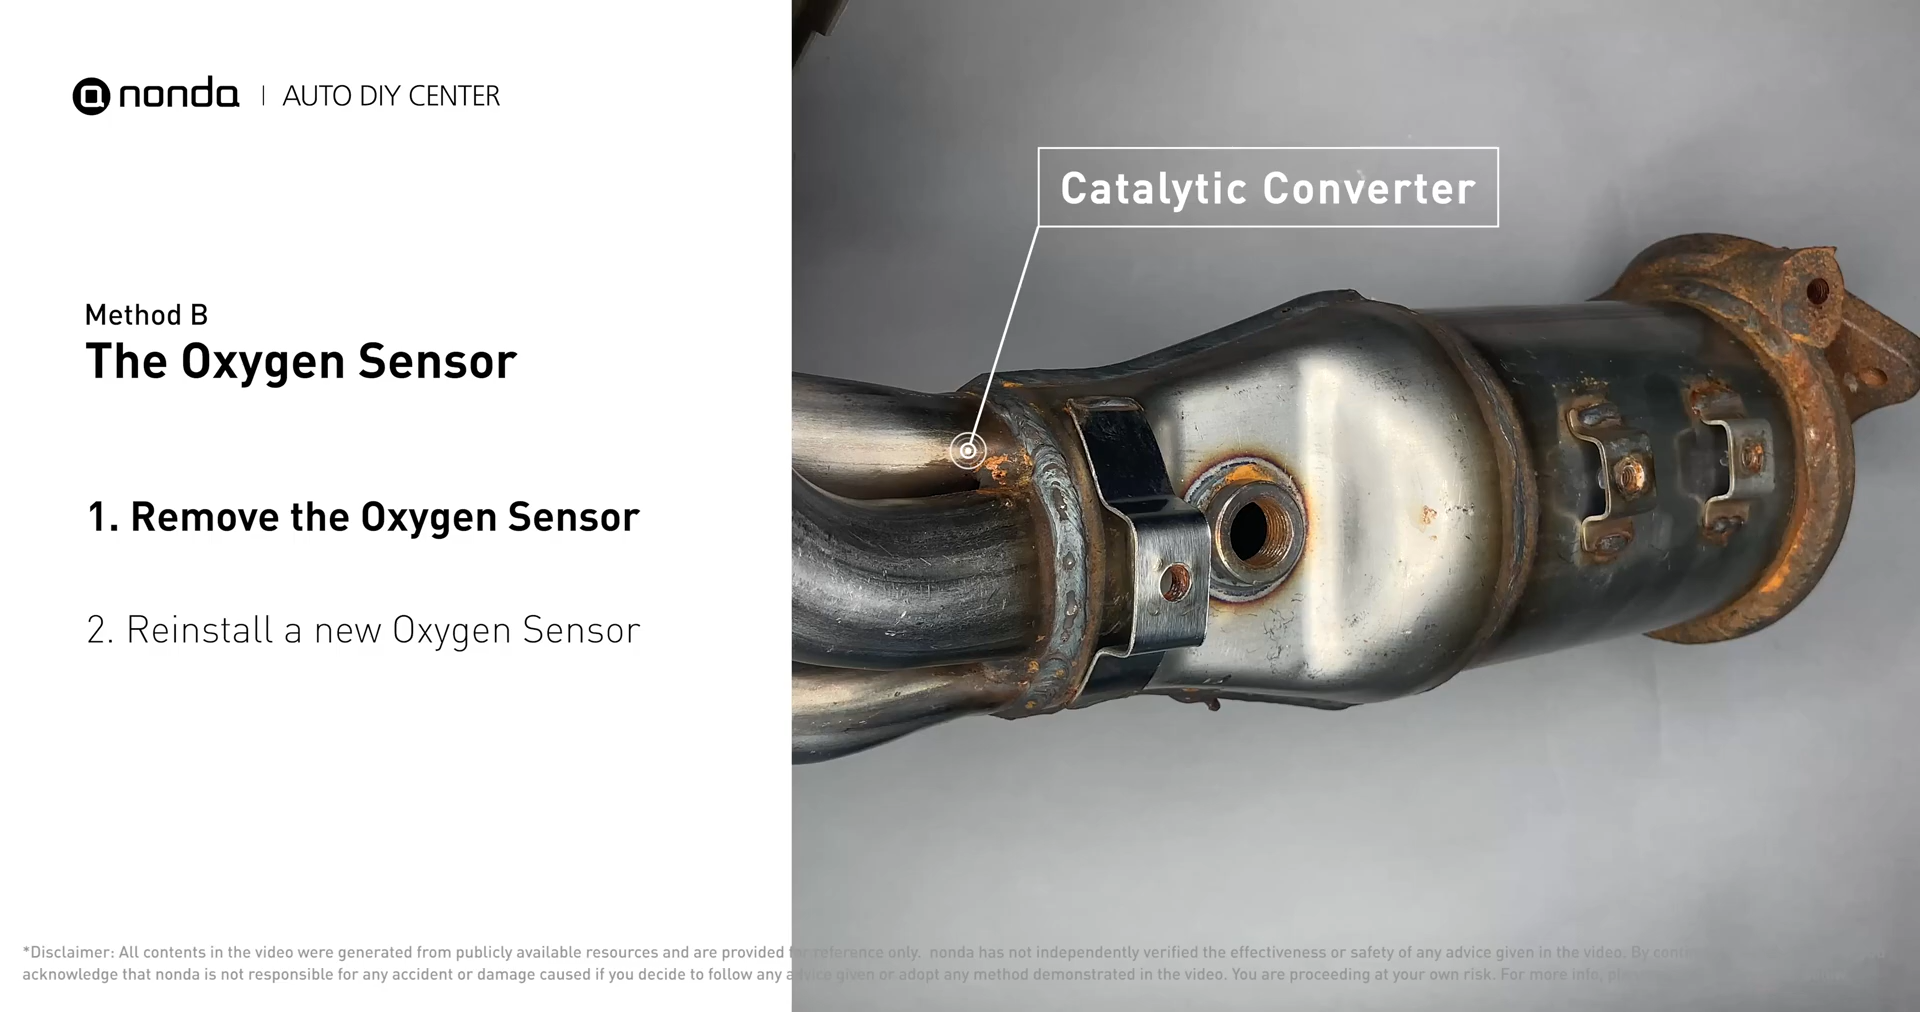 nonda | AUTO DIY CENTER
Catalytic Converter
Method B
The Oxygen Sensor
1. Remove the Oxygen Sensor
2. Reinstall a new Oxygen Sensor
*Disclaimer: All contents in the video were generated from publicly available resources and are provided for reference only. nonda has not independently verified the effectiveness or safety of any advice given in the video. By
acknowledge that nonda is not responsible for any accident or damage caused if you decide to follow any advice given or adopt any method demonstrated in the video. You are proceeding at your own risk. For more info,